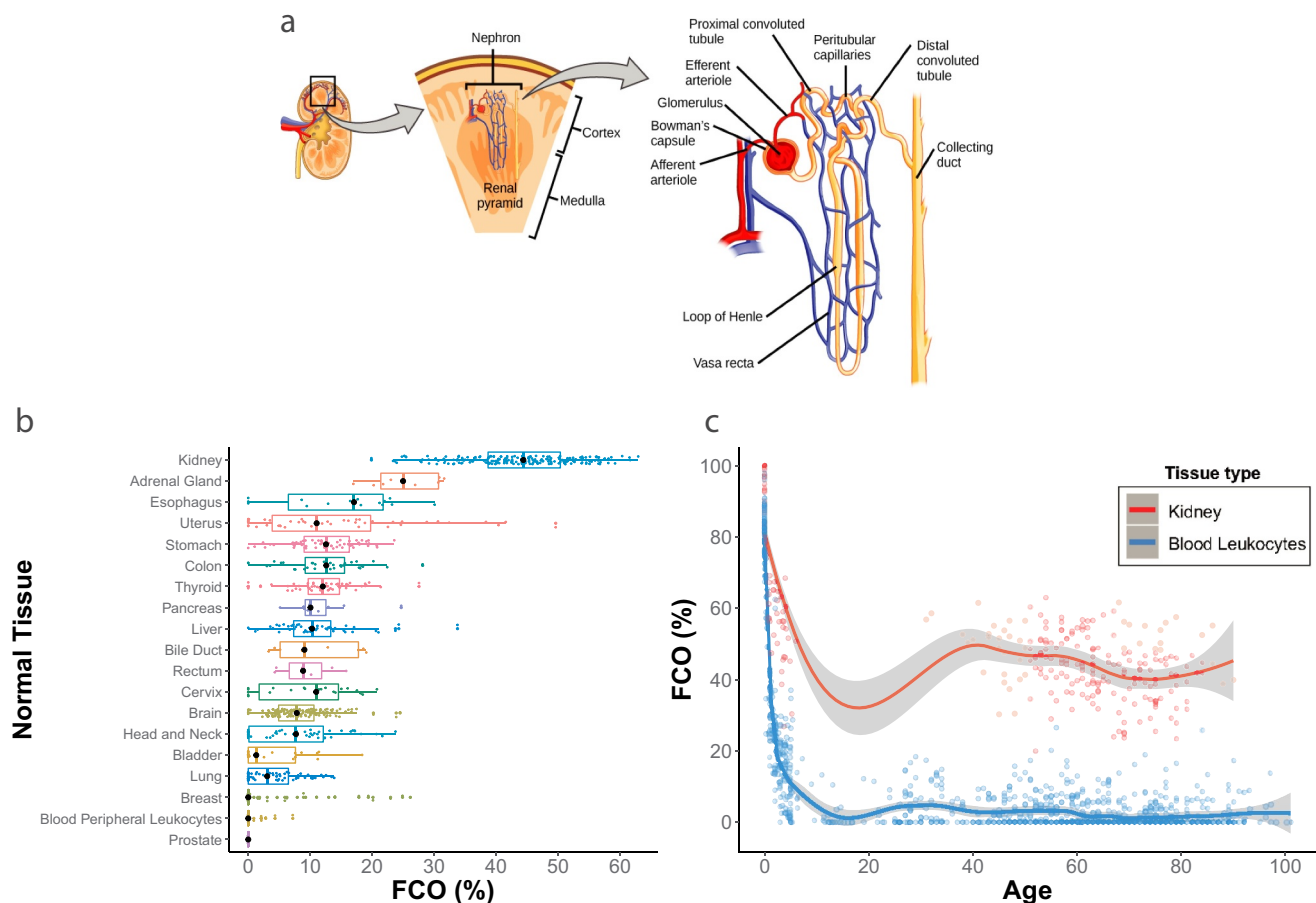 a
Nephron
Cortex
Renal
pyramid
Medulla
Proximal convoluted
tubule
Efferent
arteriole
Glomerulus
Bowman's
capsule
Afferent
arteriole
Peritubular
capillaries
Distal
convoluted
tubule
Collecting
duct
Loop of Henle
Vasa recta
b
Normal Tissue
Kidney
Adrenal Gland
Esophagus
Uterus
Stomach
Colon
Thyroid
Pancreas
Liver
Bile Duct
Rectum
Cervix
Brain
Head and Neck
Bladder
Lung
Breast
Blood Peripheral Leukocytes
Prostate
0 10 20 30 40 50 60
FCO (%)
c
FCO (%)
100
80
60
40
20
0
0 20 40 60 80 100
Age
Tissue type
Kidney
Blood Leukocytes